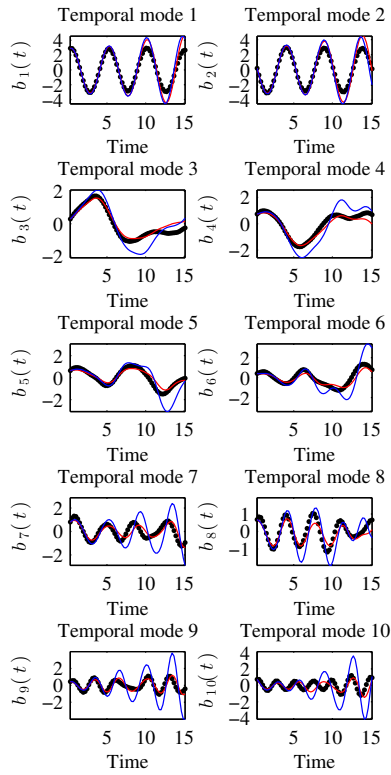 Temporal mode 1
Temporal mode 2
b1(t)
4
2
0
−2
−4
5
10
15
Time
b2(t)
4
2
0
−2
−4
5
10
15
Time
Temporal mode 3
Temporal mode 4
b3(t)
2
0
−2
5
10
15
Time
b4(t)
2
0
−2
5
10
15
Time
Temporal mode 5
Temporal mode 6
b5(t)
2
0
−2
5
10
15
Time
b6(t)
2
0
−2
5
10
15
Time
Temporal mode 7
Temporal mode 8
b7(t)
2
0
−2
5
10
15
Time
b8(t)
1
0
−1
5
10
15
Time
Temporal mode 9
Temporal mode 10
b9(t)
2
0
−2
5
10
15
Time
b10(t)
4
2
0
−2
−4
5
10
15
Time